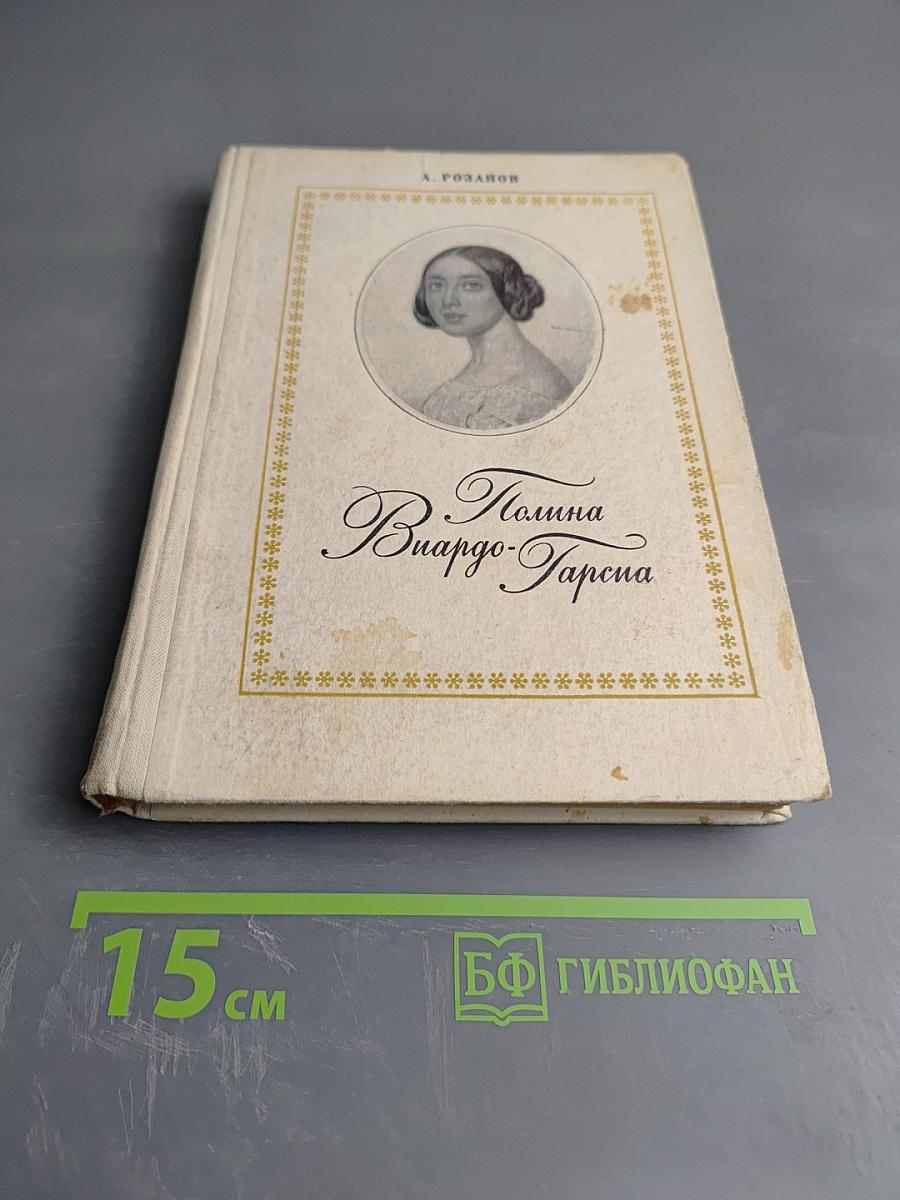 А. РОЗАНОВ
Полина
Виардо-
Гарсиа
15 см
БФ ГИБЛИОФАН